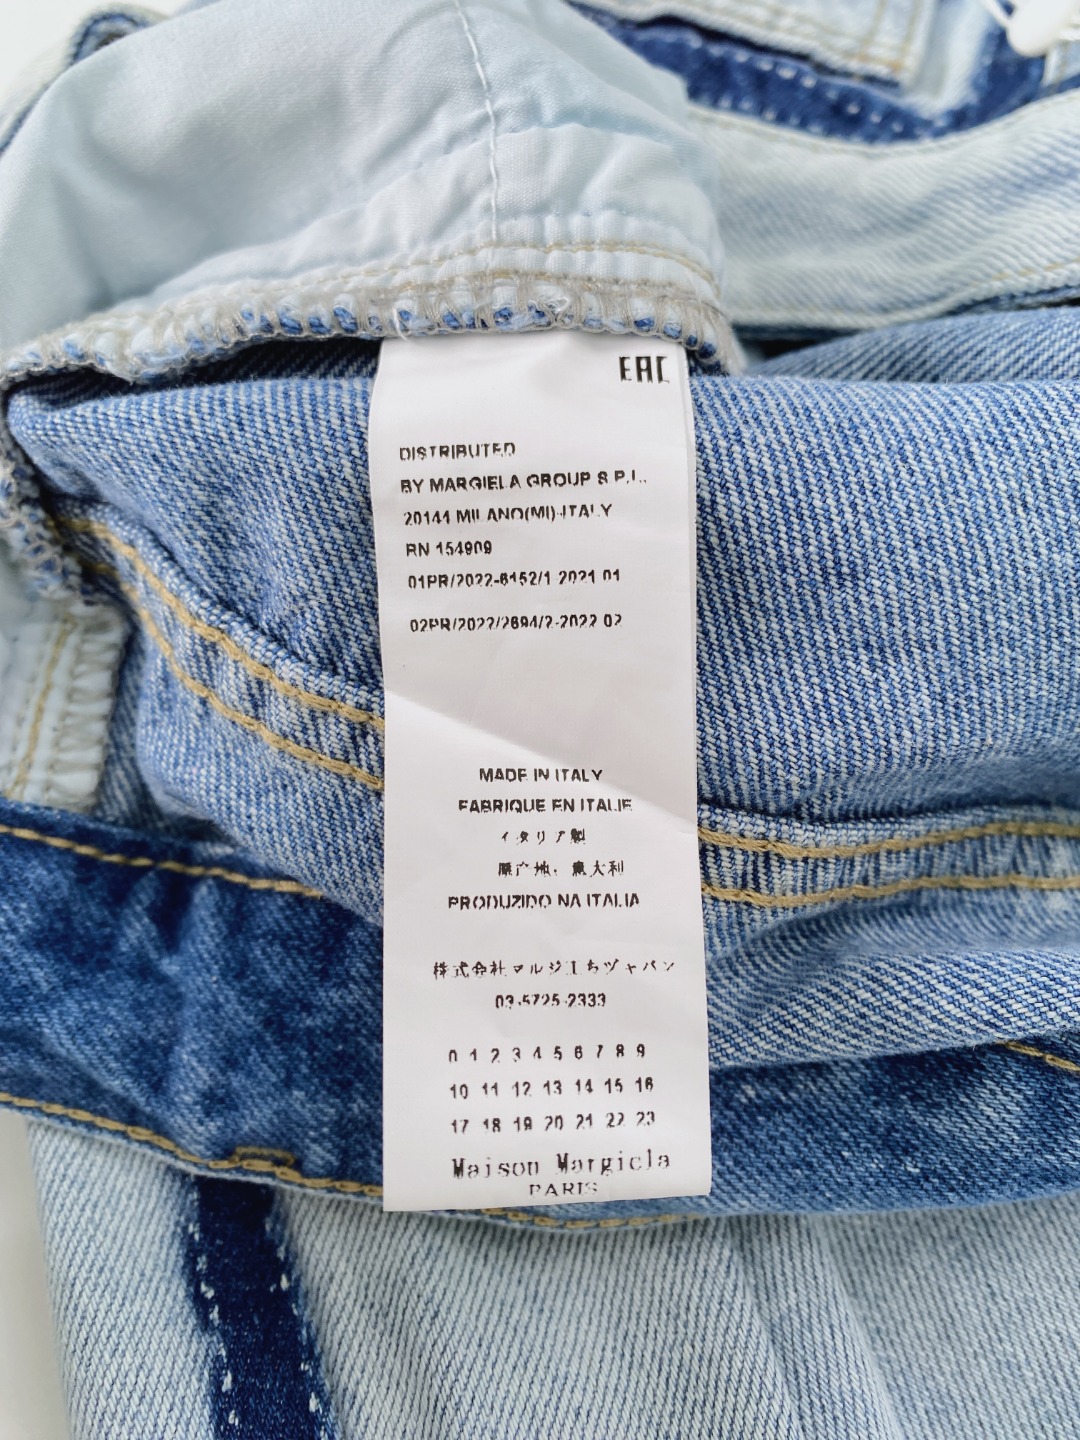 EAC
DISTRIBUTED
BY MARGIELA GROUP S.R.L.
20144 MILANO(MI)-ITALY
RN 154909
01PR/2022-6152/1 2021 01
02PR/2022/2694/2-2022 02
MADE IN ITALY
FABRIQUE EN ITALIE
イタリア製
原产地：意大利
PRODUZIDO NA ITALIA
株式会社マルジェラジャパン
03-5725-2333
0 1 2 3 4 5 6 7 8 9
10 11 12 13 14 15 16
17 18 19 20 21 22 23
Maison Margiela
PARIS